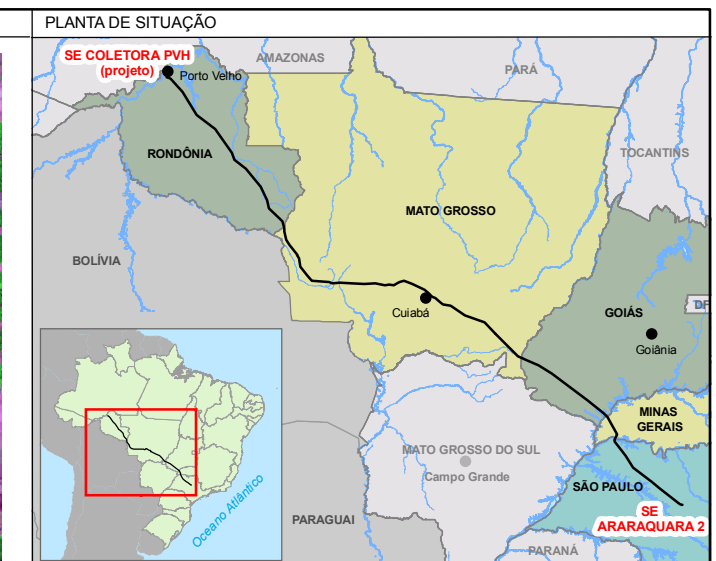 PLANTA DE SITUAÇÃO
SE COLETORA PVH
(projeto)
Porto Velho
AMAZONAS
PARÁ
TOCANTINS
RONDÔNIA
MATO GROSSO
BOLÍVIA
Cuiabá
GOIÁS
DF
Goiânia
MINAS
GERAIS
MATO GROSSO DO SUL
Campo Grande
SÃO PAULO
SE
ARARAQUARA 2
PARAGUAI
PARANÁ
Oceano Atlântico